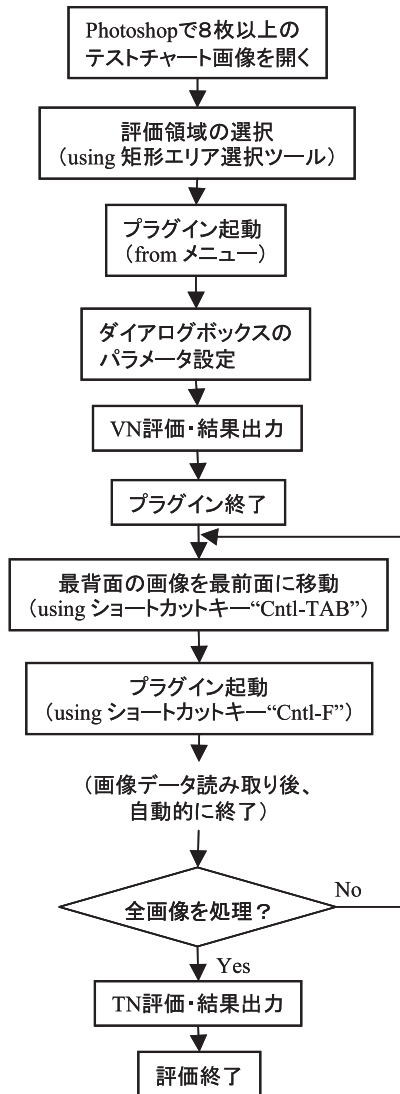 Photoshopで８枚以上の
テストチャート画像を開く
評価領域の選択
（using 矩形エリア選択ツール）
プラグイン起動
（from メニュー）
ダイアログボックスの
パラメータ設定
VN評価・結果出力
プラグイン終了
最背面の画像を最前面に移動
（using ショートカットキー“Cntl-TAB”）
プラグイン起動
（using ショートカットキー“Cntl-F”）
（画像データ読み取り後、
自動的に終了）
全画像を処理？
No
Yes
TN評価・結果出力
評価終了